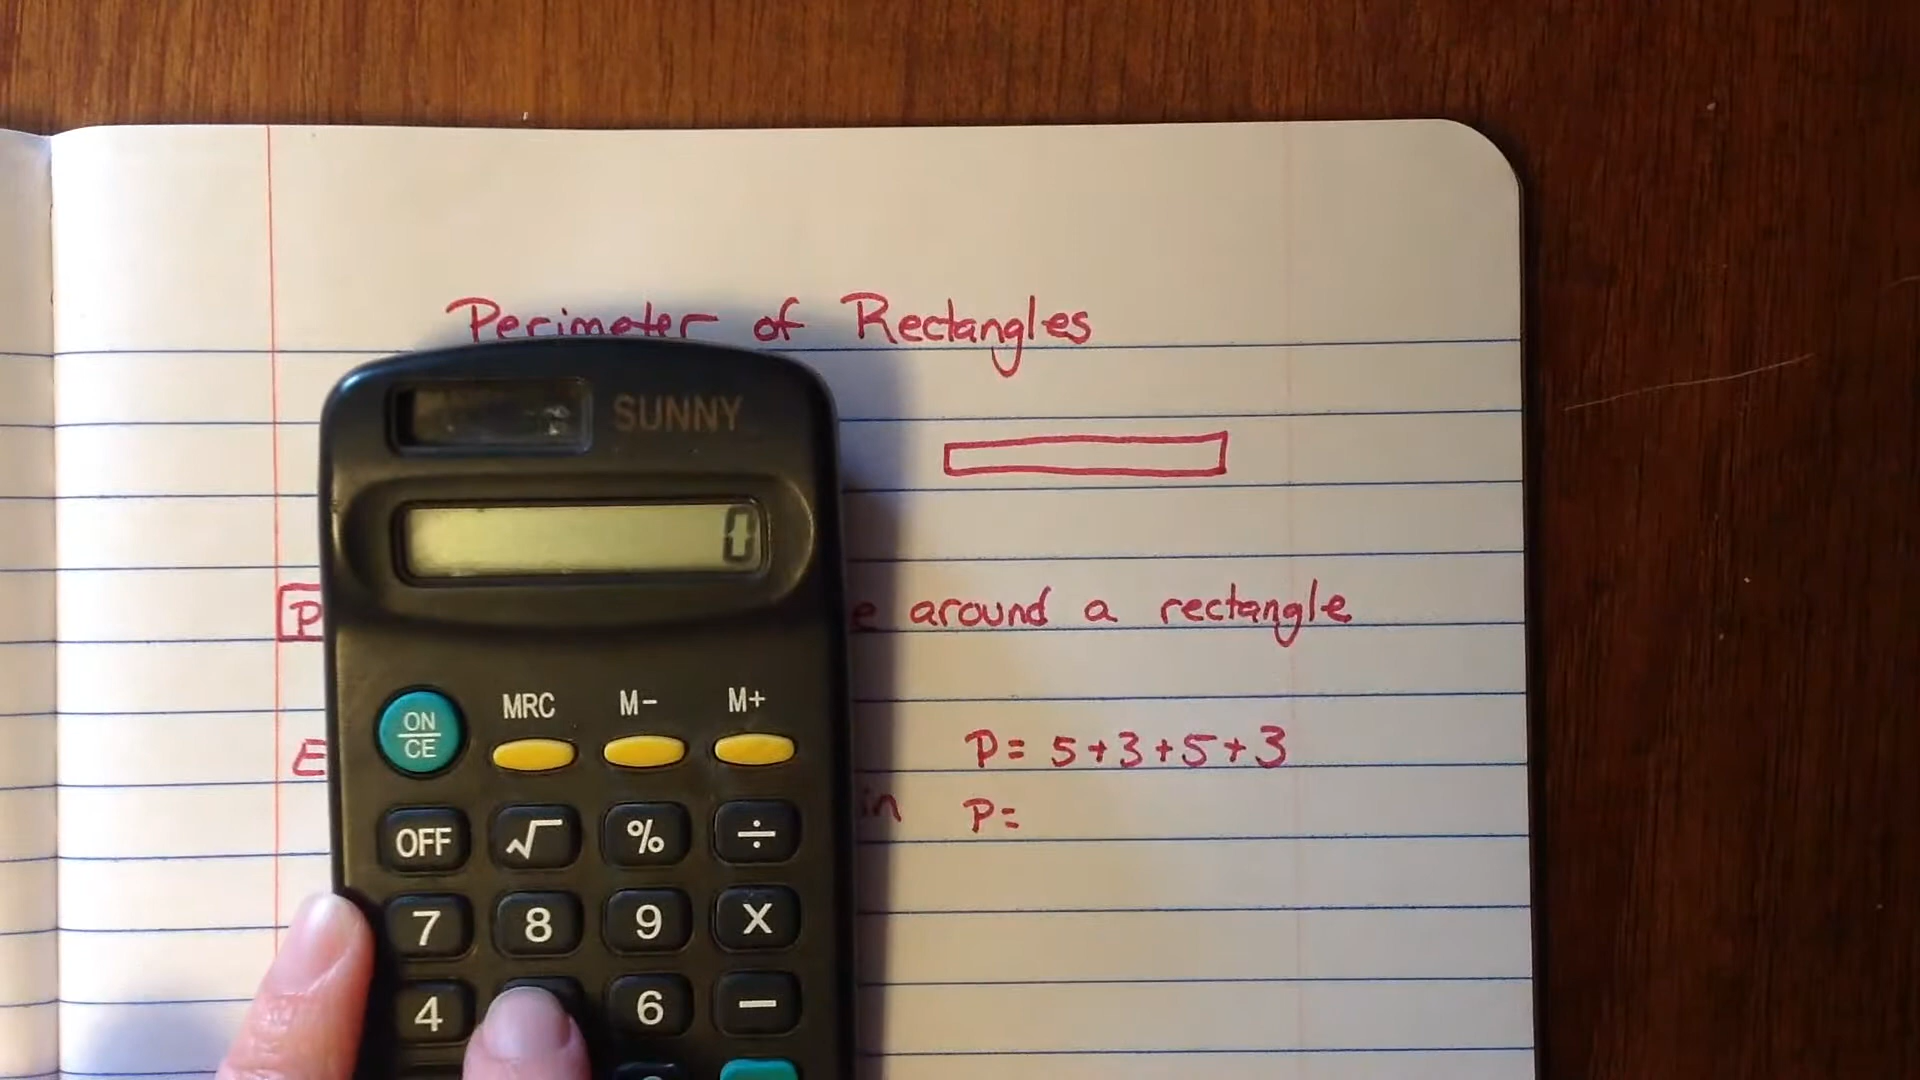 Perimeter of Rectangles
SUNNY
0
P
around a rectangle
MRC M- M+
ON
CE
E
P= 5+3+5+3
in P=
OFF √ % ÷
7 8 9 X
4 6 −